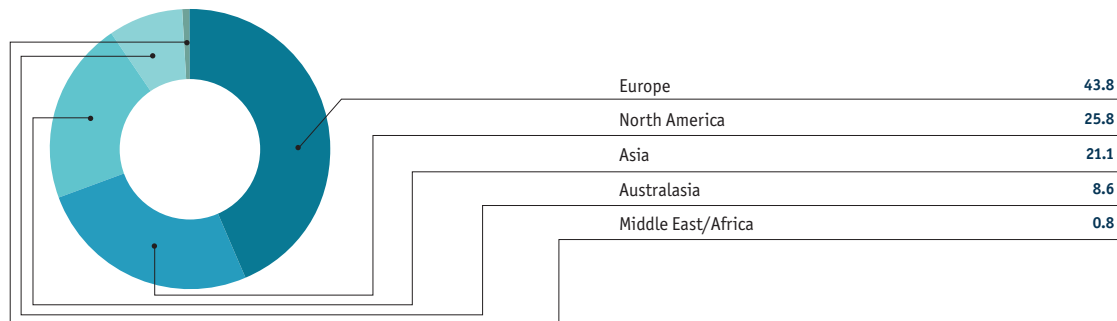 Europe 43.8
North America 25.8
Asia 21.1
Australasia 8.6
Middle East/Africa 0.8